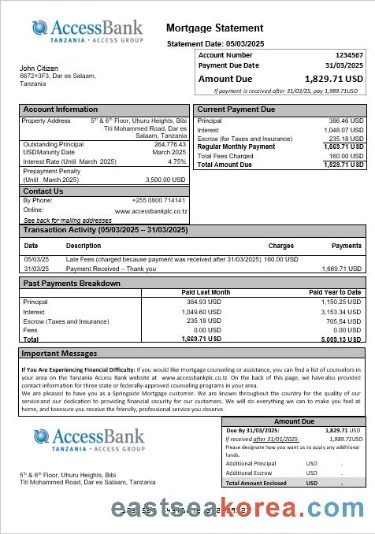 AccessBank
TANZANIA • ACCESS GROUP
Mortgage Statement
Statement Date: 05/03/2025
Account Number 1234567
Payment Due Date 31/03/2025
Amount Due 1,829.71 USD
If payment is received after 31/03/25, pay 1,989.71USD
John Citizen
6672+3F3, Dar es Salaam,
Tanzania
Account Information
Property Address 5th & 6th Floor, Uhuru Heights, Bibi
Titi Mohammed Road, Dar es
Salaam, Tanzania
Outstanding Principal 264,776.43
USD Maturity Date March 2025
Interest Rate (Until March 2025) 4.75%
Prepayment Penalty
(Until March 2025) 3,500.00 USD
Contact Us
By Phone: +255 0800 714141
Online: www.accessbankplc.co.tz
See back for mailing addresses
Current Payment Due
Principal 386.46 USD
Interest 1,048.07 USD
Escrow (for Taxes and Insurance) 235.18 USD
Regular Monthly Payment 1,669.71 USD
Total Fees Charged 160.00 USD
Total Amount Due 1,829.71 USD
Transaction Activity (05/03/2025 – 31/03/2025)
Date Description Charges Payments
05/03/25 Late Fees (charged because payment was received after 31/03/2025) 160.00 USD
31/03/25 Payment Received – Thank you 1,669.71 USD
Past Payments Breakdown
Paid Last Month Paid Year to Date
Principal 384.93 USD 1,150.25 USD
Interest 1,049.60 USD 3,153.34 USD
Escrow (Taxes and Insurance) 235.18 USD 705.54 USD
Fees 0.00 USD 0.00 USD
Total 1,669.71 USD 5,009.13 USD
Important Messages
If You Are Experiencing Difficulty: If you would like mortgage counseling or assistance, you can find a list of counselors in
your area on the Tanzania Access Bank website at www.accessbankplc.co.tz. On the back of this page, we have also provided
contact information for three state or federally-approved counseling programs in your area.
We are pleased to have you as a Springside Mortgage customer. We are known throughout the country for the quality of
our service and our dedication to providing financial security for our customers. We will do everything we can to make you feel at
home, and to ensure you receive the friendly, professional service you deserve.
AccessBank
TANZANIA • ACCESS GROUP
5th & 6th Floor, Uhuru Heights, Bibi
Titi Mohammed Road, Dar es Salaam, Tanzania
Amount Due
Due By 31/03/2025: 1,829.71 USD
If received after 31/01/2025: 1,989.71USD
Please designate how you want us to apply any additional
funds.
Additional Principal USD .
Additional Escrow USD .
Total Amount Enclosed USD .
eastseakorea.com